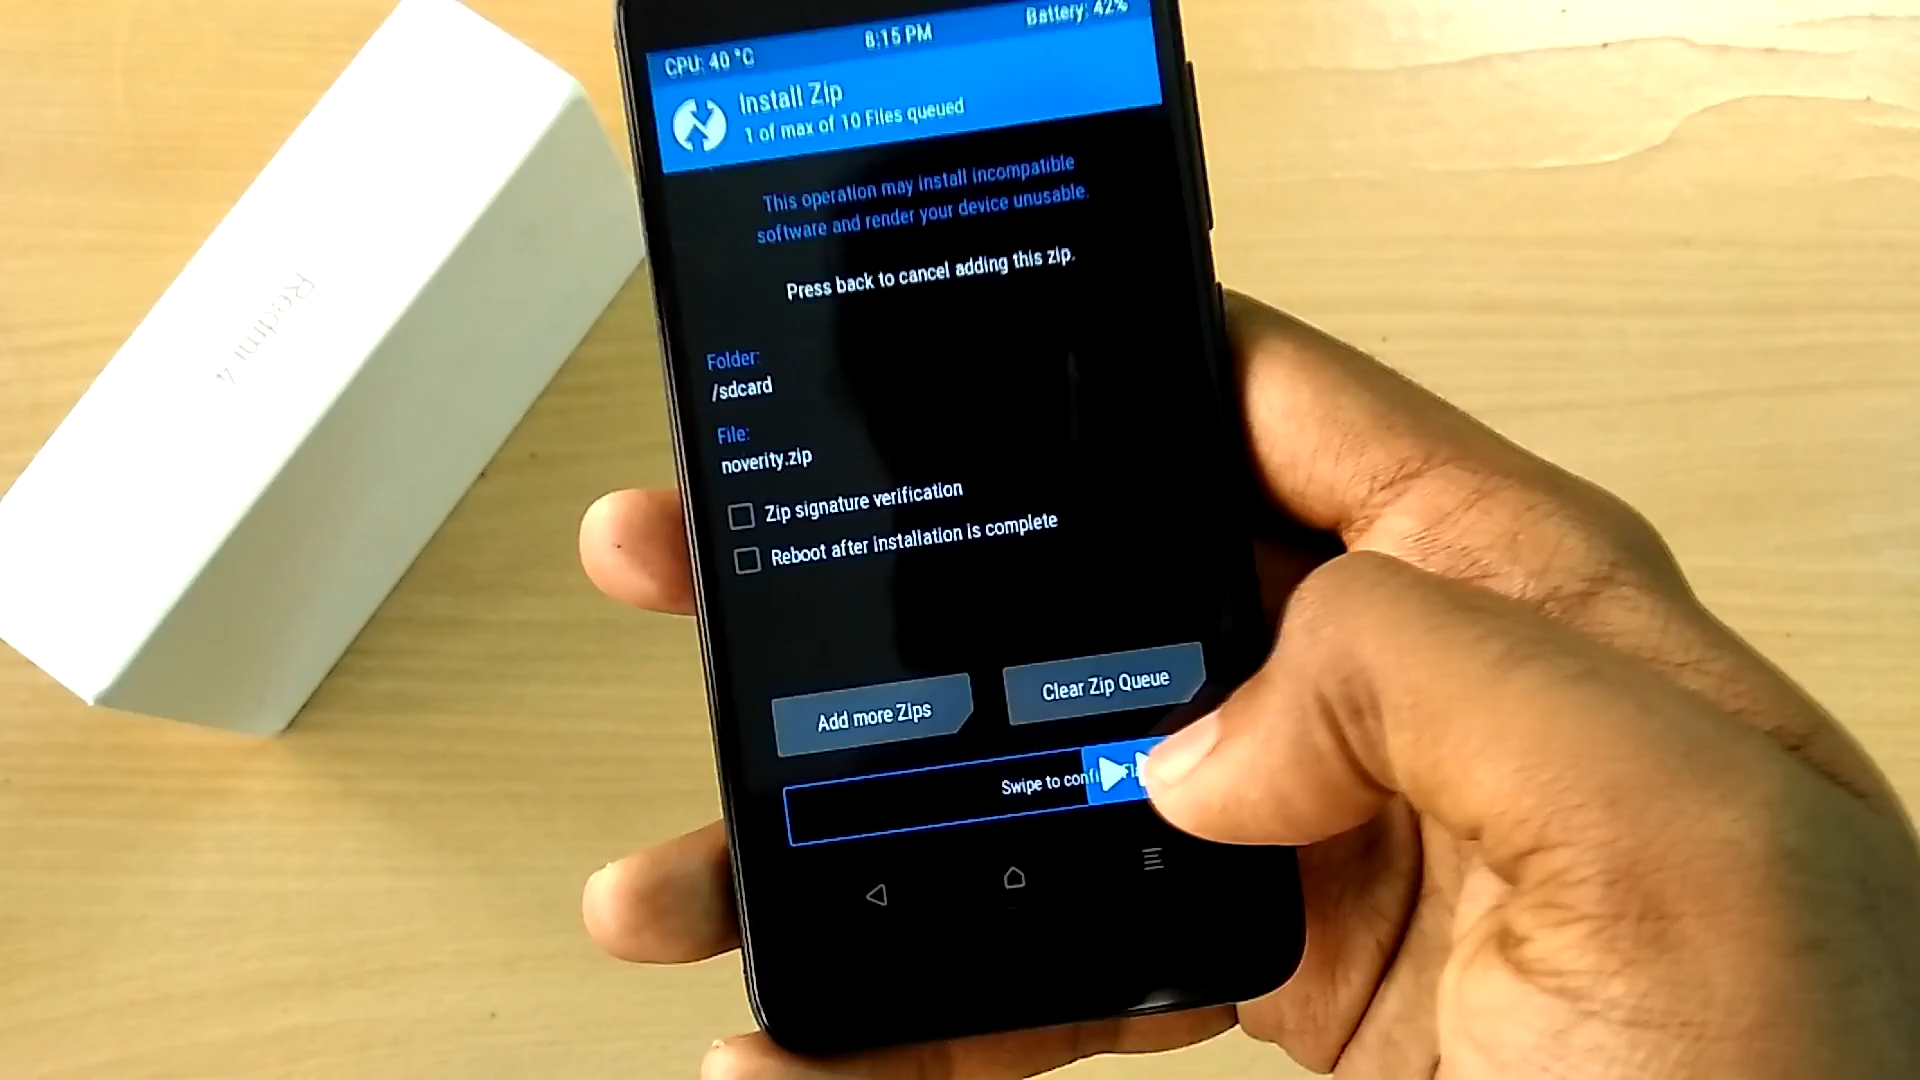 CPU: 40 °C
8:15 PM
Battery: 42%
Install Zip
1 of max of 10 Files queued
This operation may install incompatible
software and render your device unusable.
Press back to cancel adding this zip.
Folder:
/sdcard
File:
noverity.zip
Zip signature verification
Reboot after installation is complete
Add more Zips
Clear Zip Queue
Swipe to confi
Redmi 4